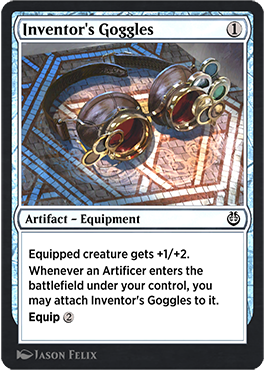 Inventor's Goggles 1
Artifact – Equipment
Equipped creature gets +1/+2.
Whenever an Artificer enters the
battlefield under your control, you
may attach Inventor's Goggles to it.
Equip 2
Jason Felix